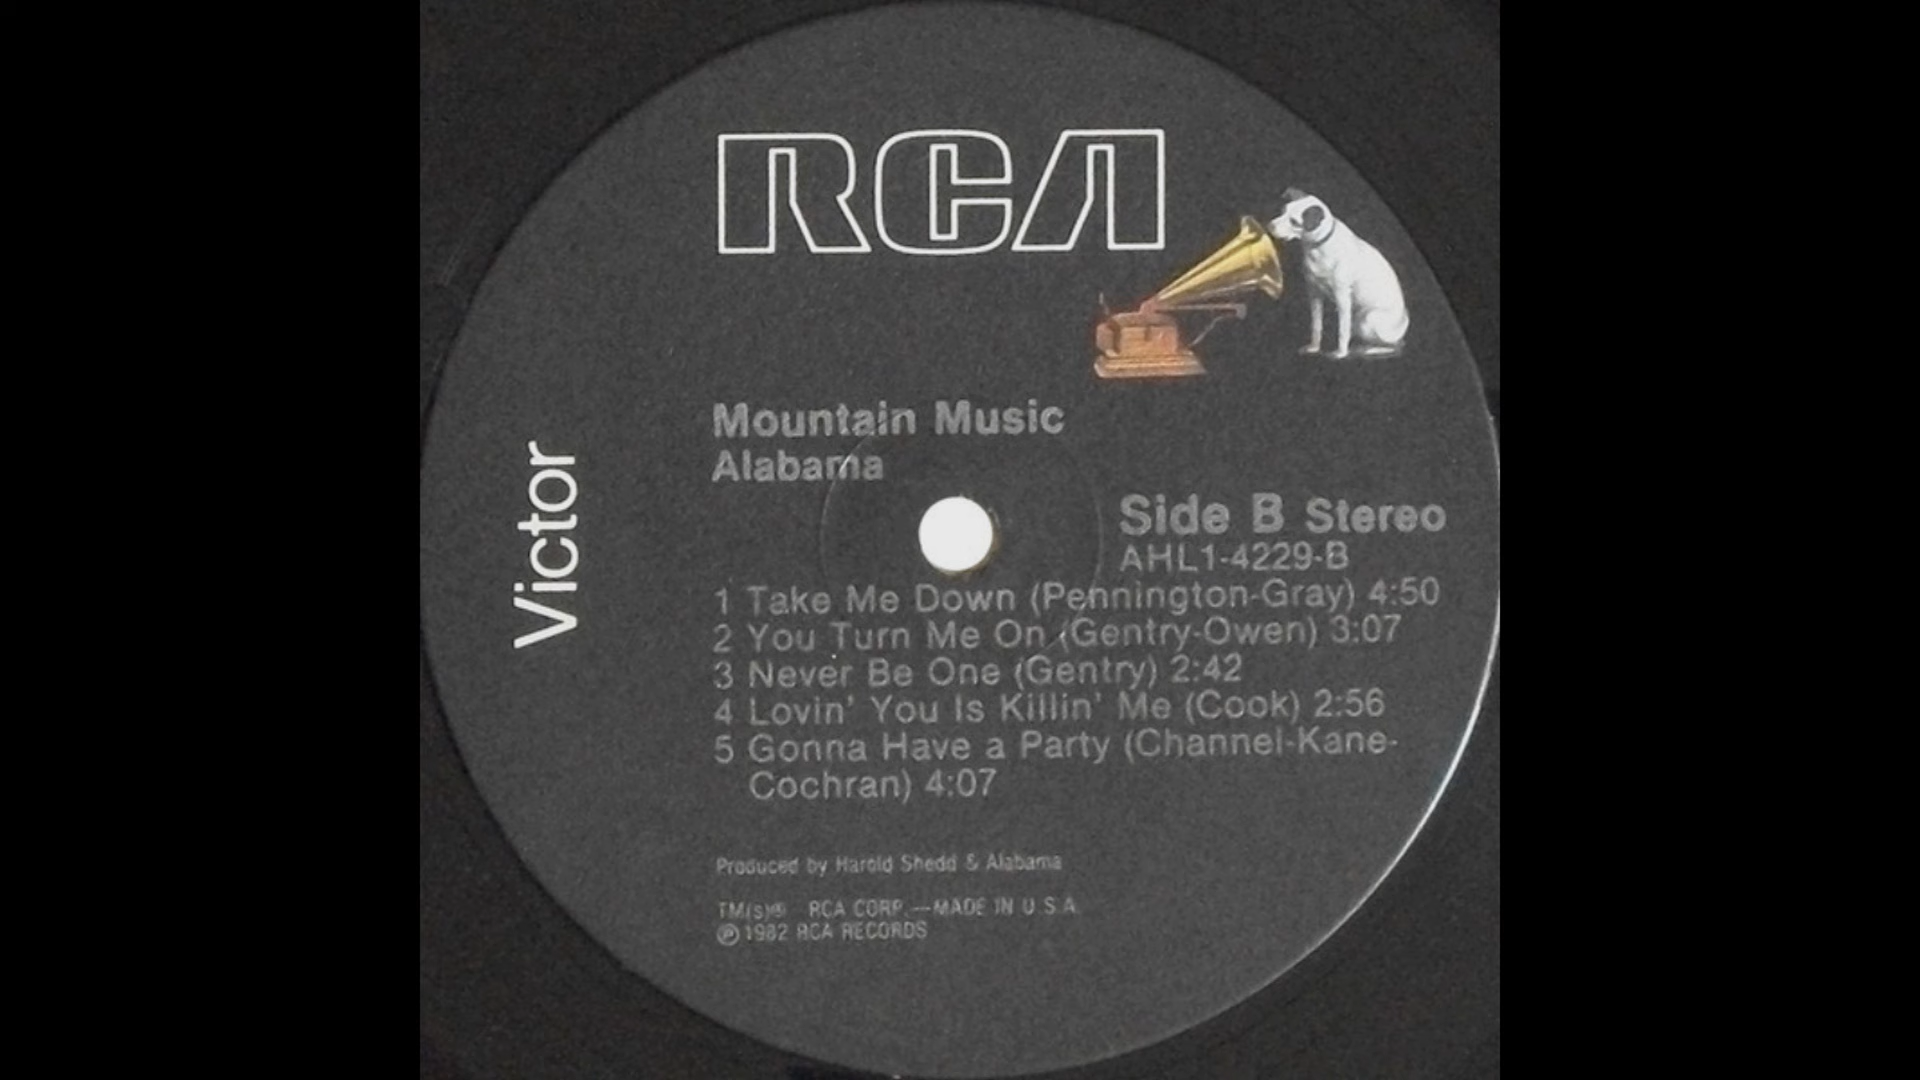 RCA
Victor
Mountain Music
Alabama
Side B Stereo
AHL1-4229-B
1 Take Me Down (Pennington-Gray) 4:50
2 You Turn Me On (Gentry-Owen) 3:07
3 Never Be One (Gentry) 2:42
4 Lovin' You Is Killin' Me (Cook) 2:56
5 Gonna Have a Party (Channel-Kane-
Cochran) 4:07
Produced by Harold Shedd & Alabama
TM(s)® RCA CORP.—MADE IN U.S.A.
℗ 1982 RCA RECORDS